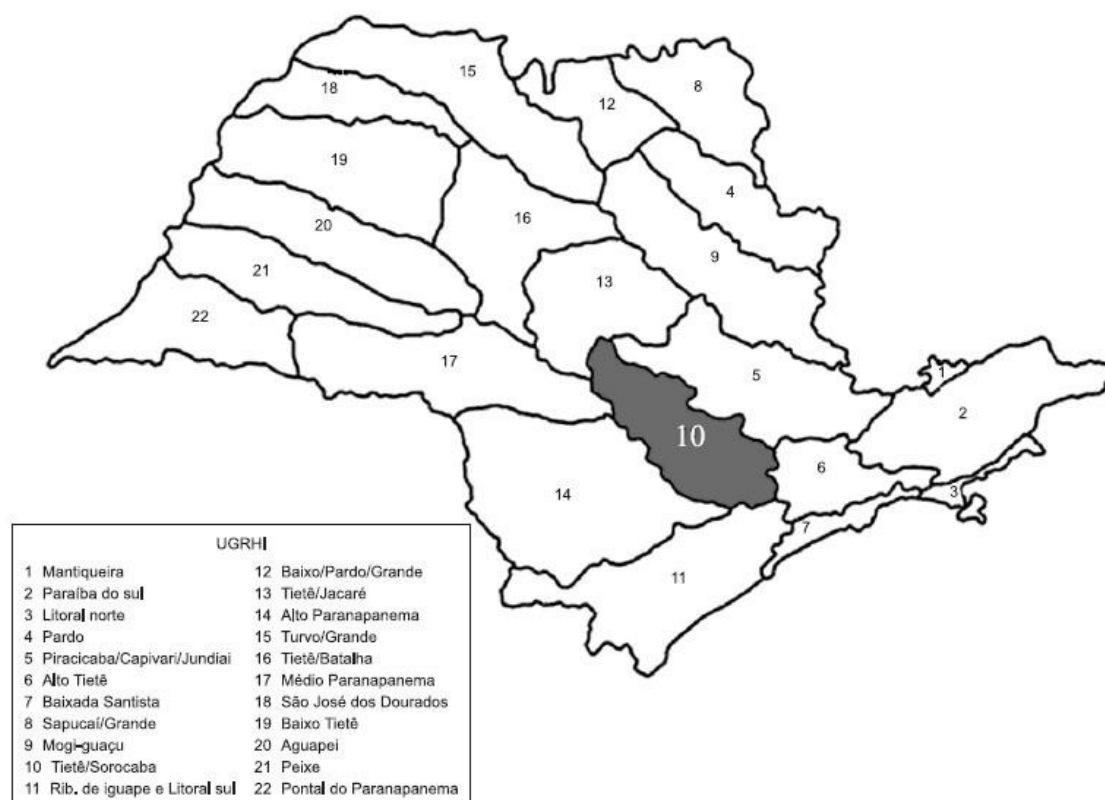 15
18
8
12
19
4
16
20
9
21
13
22
17
5
1
2
10
6
14
3
7
11
UGRHI
1 Mantiqueira
2 Paraíba do sul
3 Litoral norte
4 Pardo
5 Piracicaba/Capivari/Jundiai
6 Alto Tietê
7 Baixada Santista
8 Sapucaí/Grande
9 Mogi-guaçu
10 Tietê/Sorocaba
11 Rib. de iguape e Litoral sul
12 Baixo/Pardo/Grande
13 Tietê/Jacaré
14 Alto Paranapanema
15 Turvo/Grande
16 Tietê/Batalha
17 Médio Paranapanema
18 São José dos Dourados
19 Baixo Tietê
20 Aguapei
21 Peixe
22 Pontal do Paranapanema